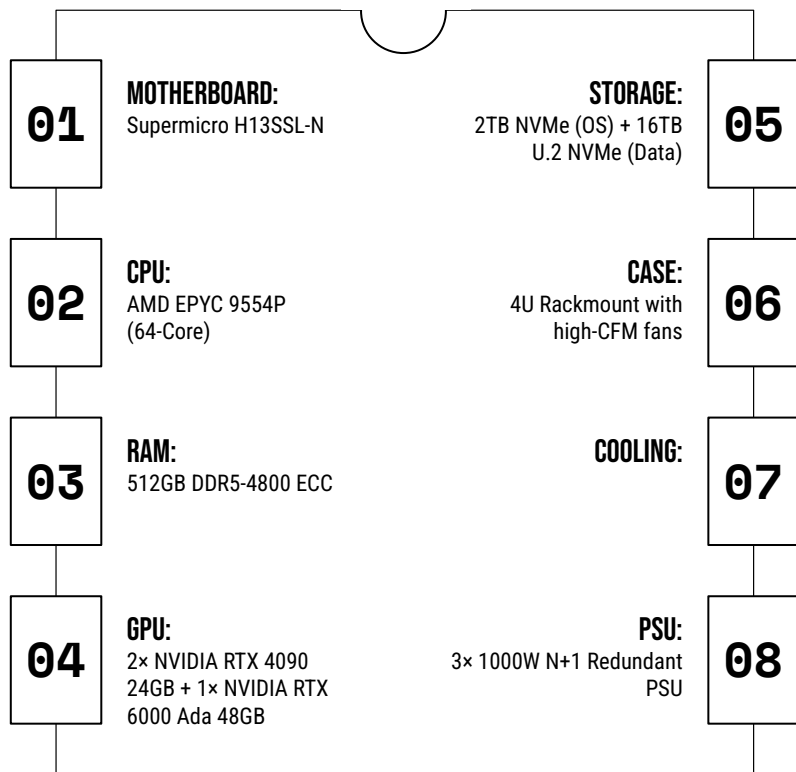 01
MOTHERBOARD:
Supermicro H13SSL-N
02
CPU:
AMD EPYC 9554P
(64-Core)
03
RAM:
512GB DDR5-4800 ECC
04
GPU:
2× NVIDIA RTX 4090
24GB + 1× NVIDIA RTX
6000 Ada 48GB
STORAGE:
2TB NVMe (OS) + 16TB
U.2 NVMe (Data)
05
CASE:
4U Rackmount with
high-CFM fans
06
COOLING:
07
PSU:
3× 1000W N+1 Redundant
PSU
08